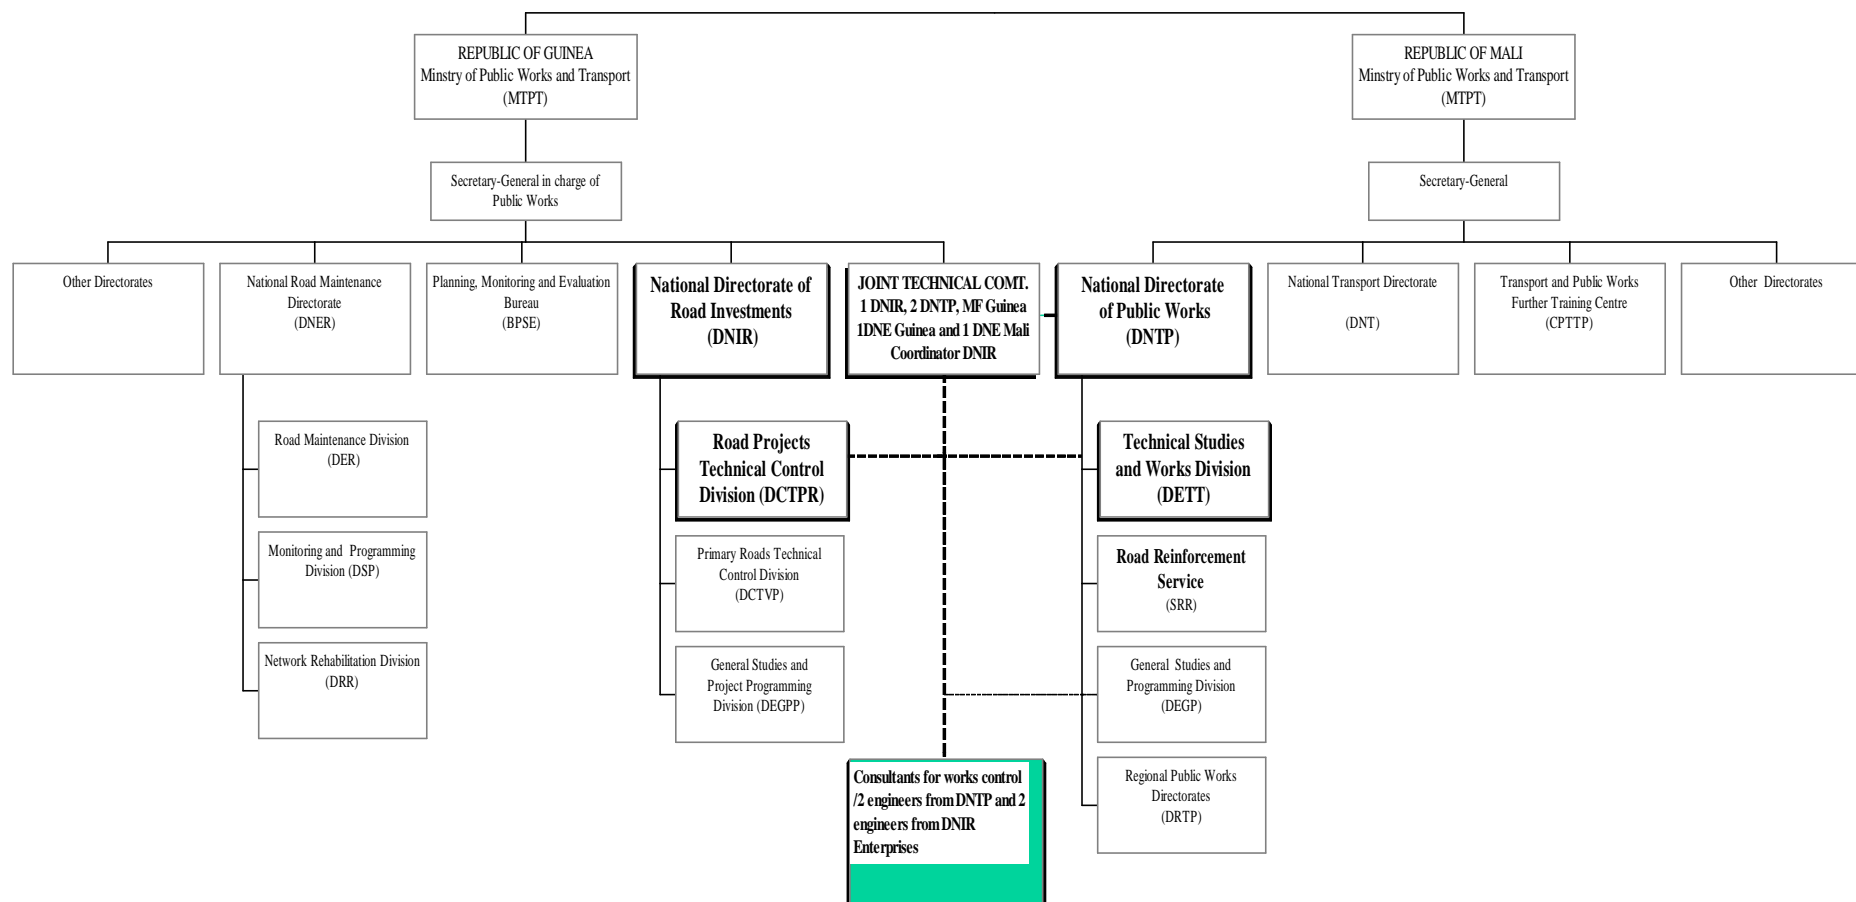 REPUBLIC OF GUINEA
Minstry of Public Works and Transport
(MTPT)
REPUBLIC OF MALI
Minstry of Public Works and Transport
(MTPT)
Secretary-General in charge of
Public Works
Secretary-General
Other Directorates
National Road Maintenance
Directorate
(DNER)
Planning, Monitoring and Evaluation
Bureau
(BPSE)
National Directorate of
Road Investments
(DNIR)
JOINT TECHNICAL COMT.
1 DNIR, 2 DNTP, MF Guinea
1DNE Guinea and 1 DNE Mali
Coordinator DNIR
National Directorate
of Public Works
(DNTP)
National Transport Directorate
(DNT)
Transport and Public Works
Further Training Centre
(CPTTP)
Other Directorates
Road Maintenance Division
(DER)
Monitoring and Programming
Division (DSP)
Network Rehabilitation Division
(DRR)
Road Projects
Technical Control
Division (DCTPR)
Primary Roads Technical
Control Division
(DCTVP)
General Studies and
Project Programming
Division (DEGPP)
Technical Studies
and Works Division
(DETT)
Road Reinforcement
Service
(SRR)
General Studies and
Programming Division
(DEGP)
Regional Public Works
Directorates
(DRTP)
Consultants for works control
/2 engineers from DNTP and 2
engineers from DNIR
Enterprises